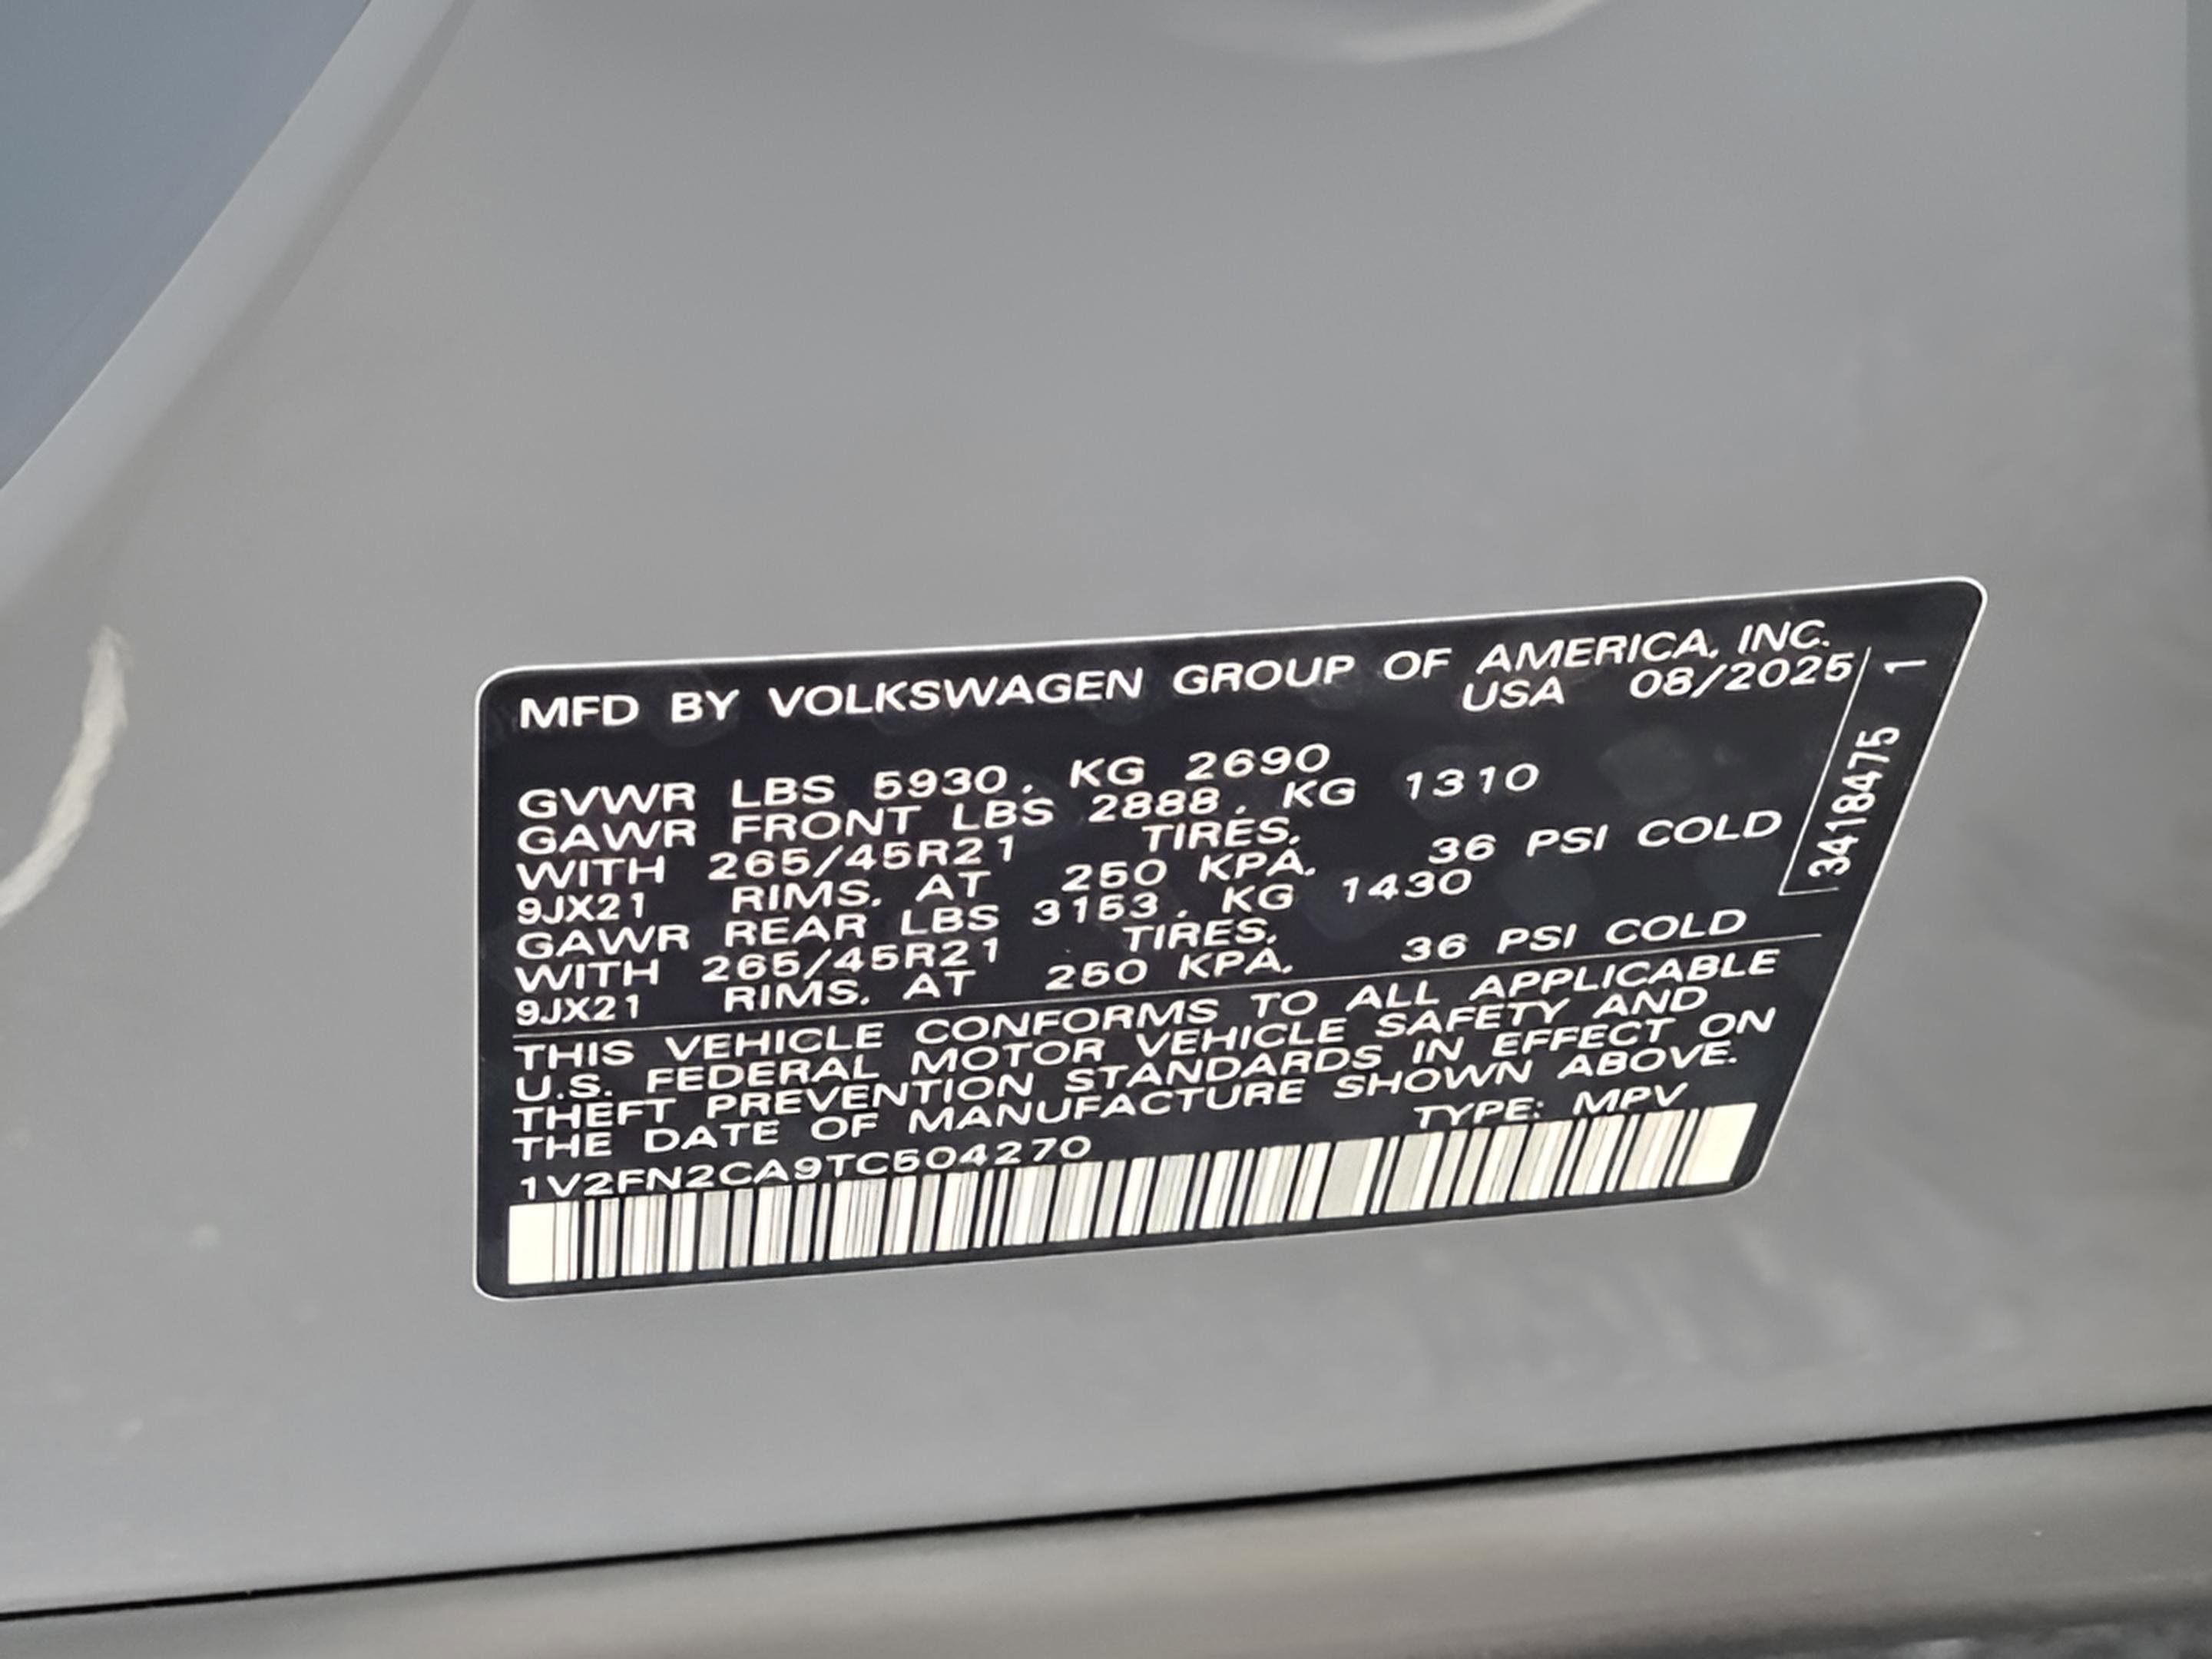 MFD BY VOLKSWAGEN GROUP OF AMERICA, INC.
USA 08/2025
GVWR LBS 5930, KG 2690
GAWR FRONT LBS 2888, KG 1310
WITH 265/45R21 TIRES,
9JX21 RIMS, AT 250 KPA, 36 PSI COLD
GAWR REAR LBS 3153, KG 1430
WITH 265/45R21 TIRES,
9JX21 RIMS, AT 250 KPA, 36 PSI COLD
THIS VEHICLE CONFORMS TO ALL APPLICABLE
U.S. FEDERAL MOTOR VEHICLE SAFETY AND
THEFT PREVENTION STANDARDS IN EFFECT ON
THE DATE OF MANUFACTURE SHOWN ABOVE.
1V2FN2CA9TC504270 TYPE: MPV
3418475 1